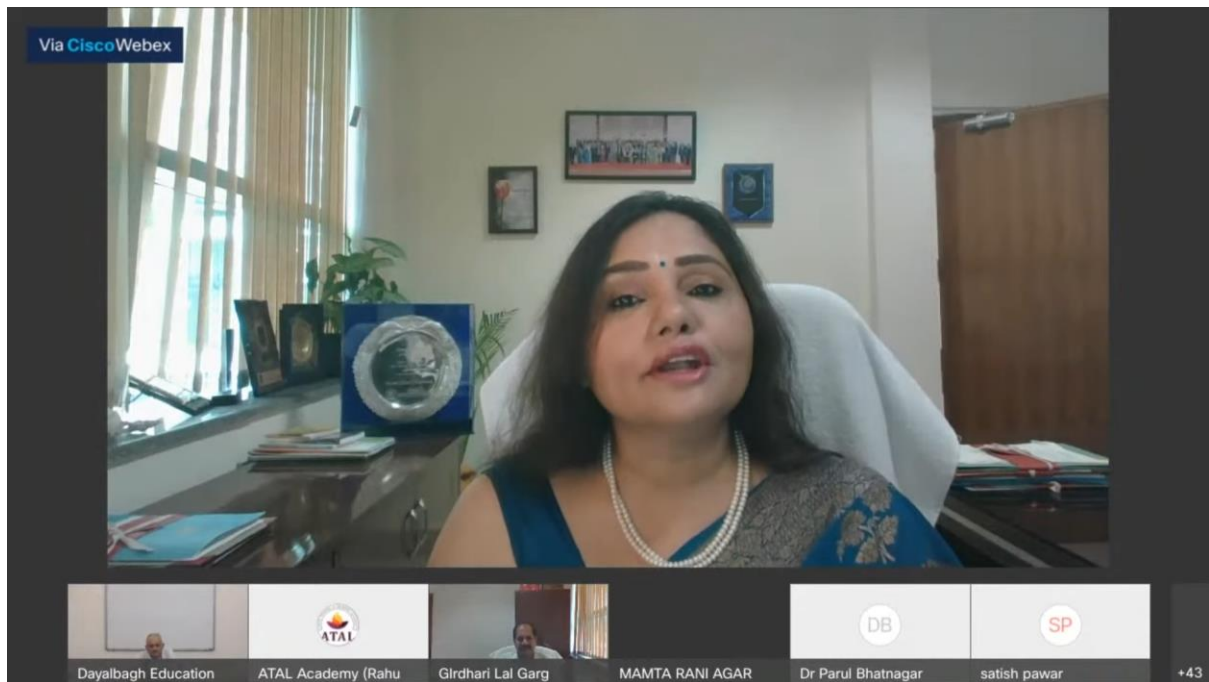 Via CiscoWebex
ATAL
DB
SP
Dayalbagh Education
ATAL Academy (Rahu
GIrdhari Lal Garg
MAMTA RANI AGAR
Dr Parul Bhatnagar
satish pawar
+43